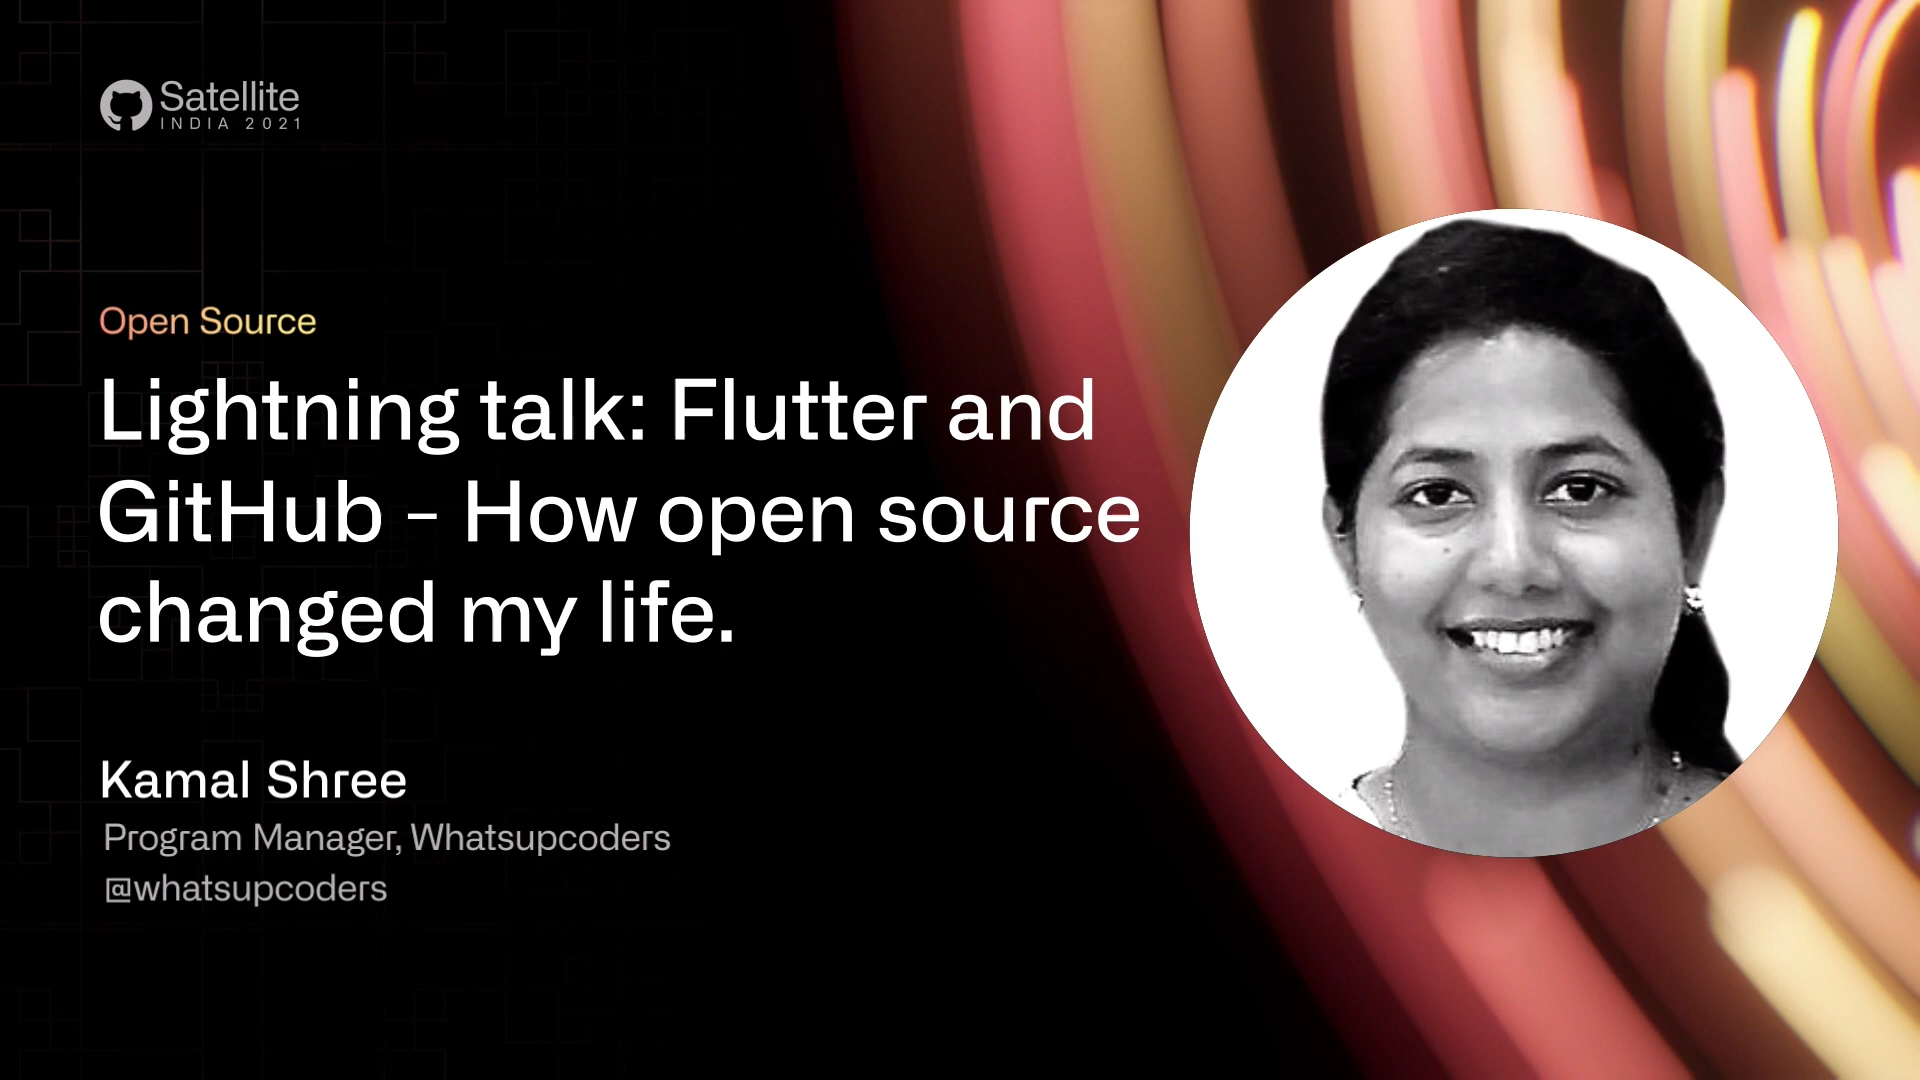 Satellite
INDIA 2021
Open Source
Lightning talk: Flutter and
GitHub - How open source
changed my life.
Kamal Shree
Program Manager, Whatsupcoders
@whatsupcoders